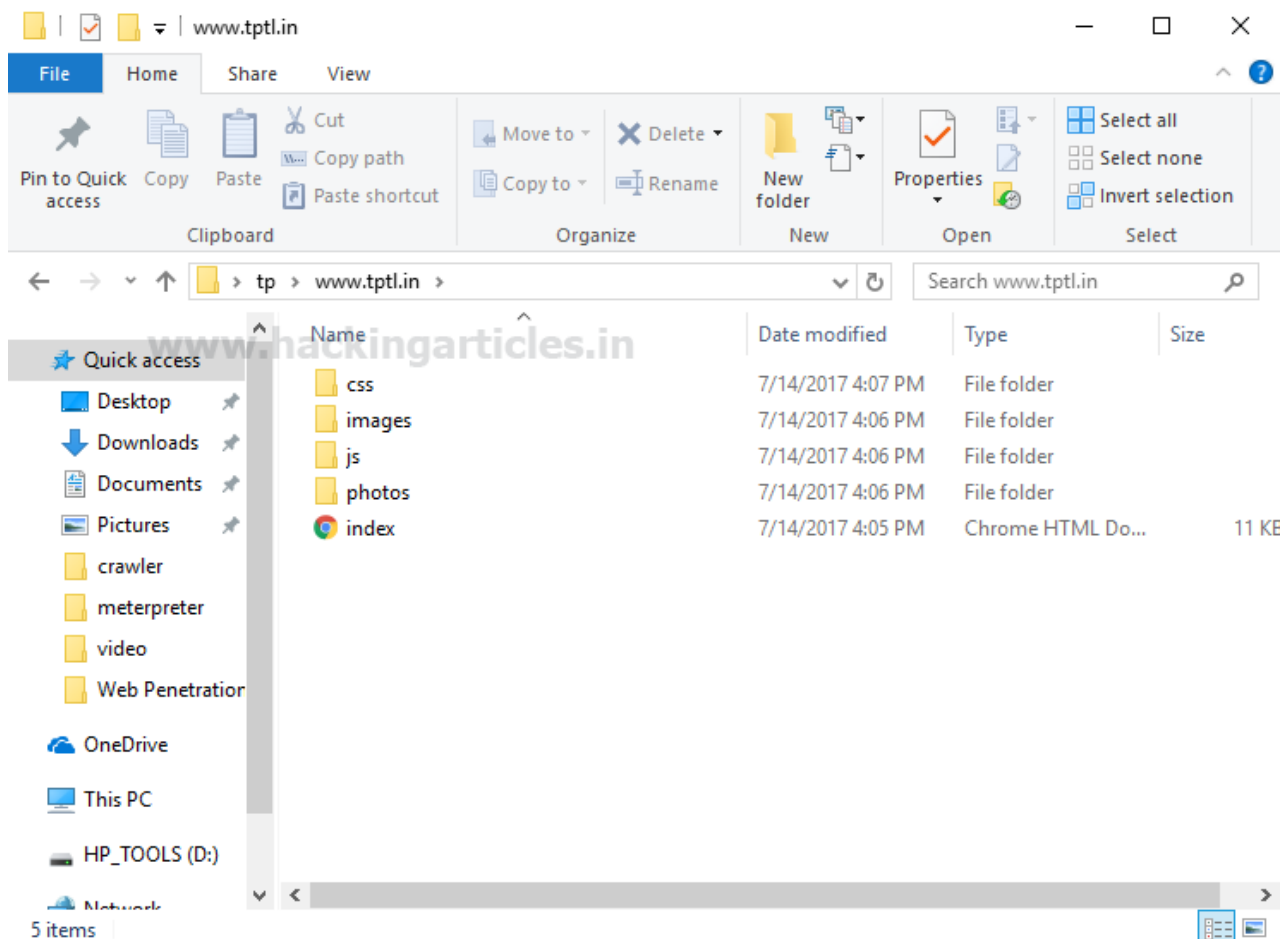 www.tptl.in
File Home Share View
Pin to Quick access
Copy
Paste
Cut
Copy path
Paste shortcut
Move to
Copy to
Delete
Rename
New folder
Properties
Select all
Select none
Invert selection
Clipboard Organize New Open Select
tp > www.tptl.in >
Search www.tptl.in
www.hackingarticles.in
Name Date modified Type Size
css 7/14/2017 4:07 PM File folder
images 7/14/2017 4:06 PM File folder
js 7/14/2017 4:06 PM File folder
photos 7/14/2017 4:06 PM File folder
index 7/14/2017 4:05 PM Chrome HTML Do... 11 KB
Quick access
Desktop
Downloads
Documents
Pictures
crawler
meterpreter
video
Web Penetration
OneDrive
This PC
HP_TOOLS (D:)
Network
5 items